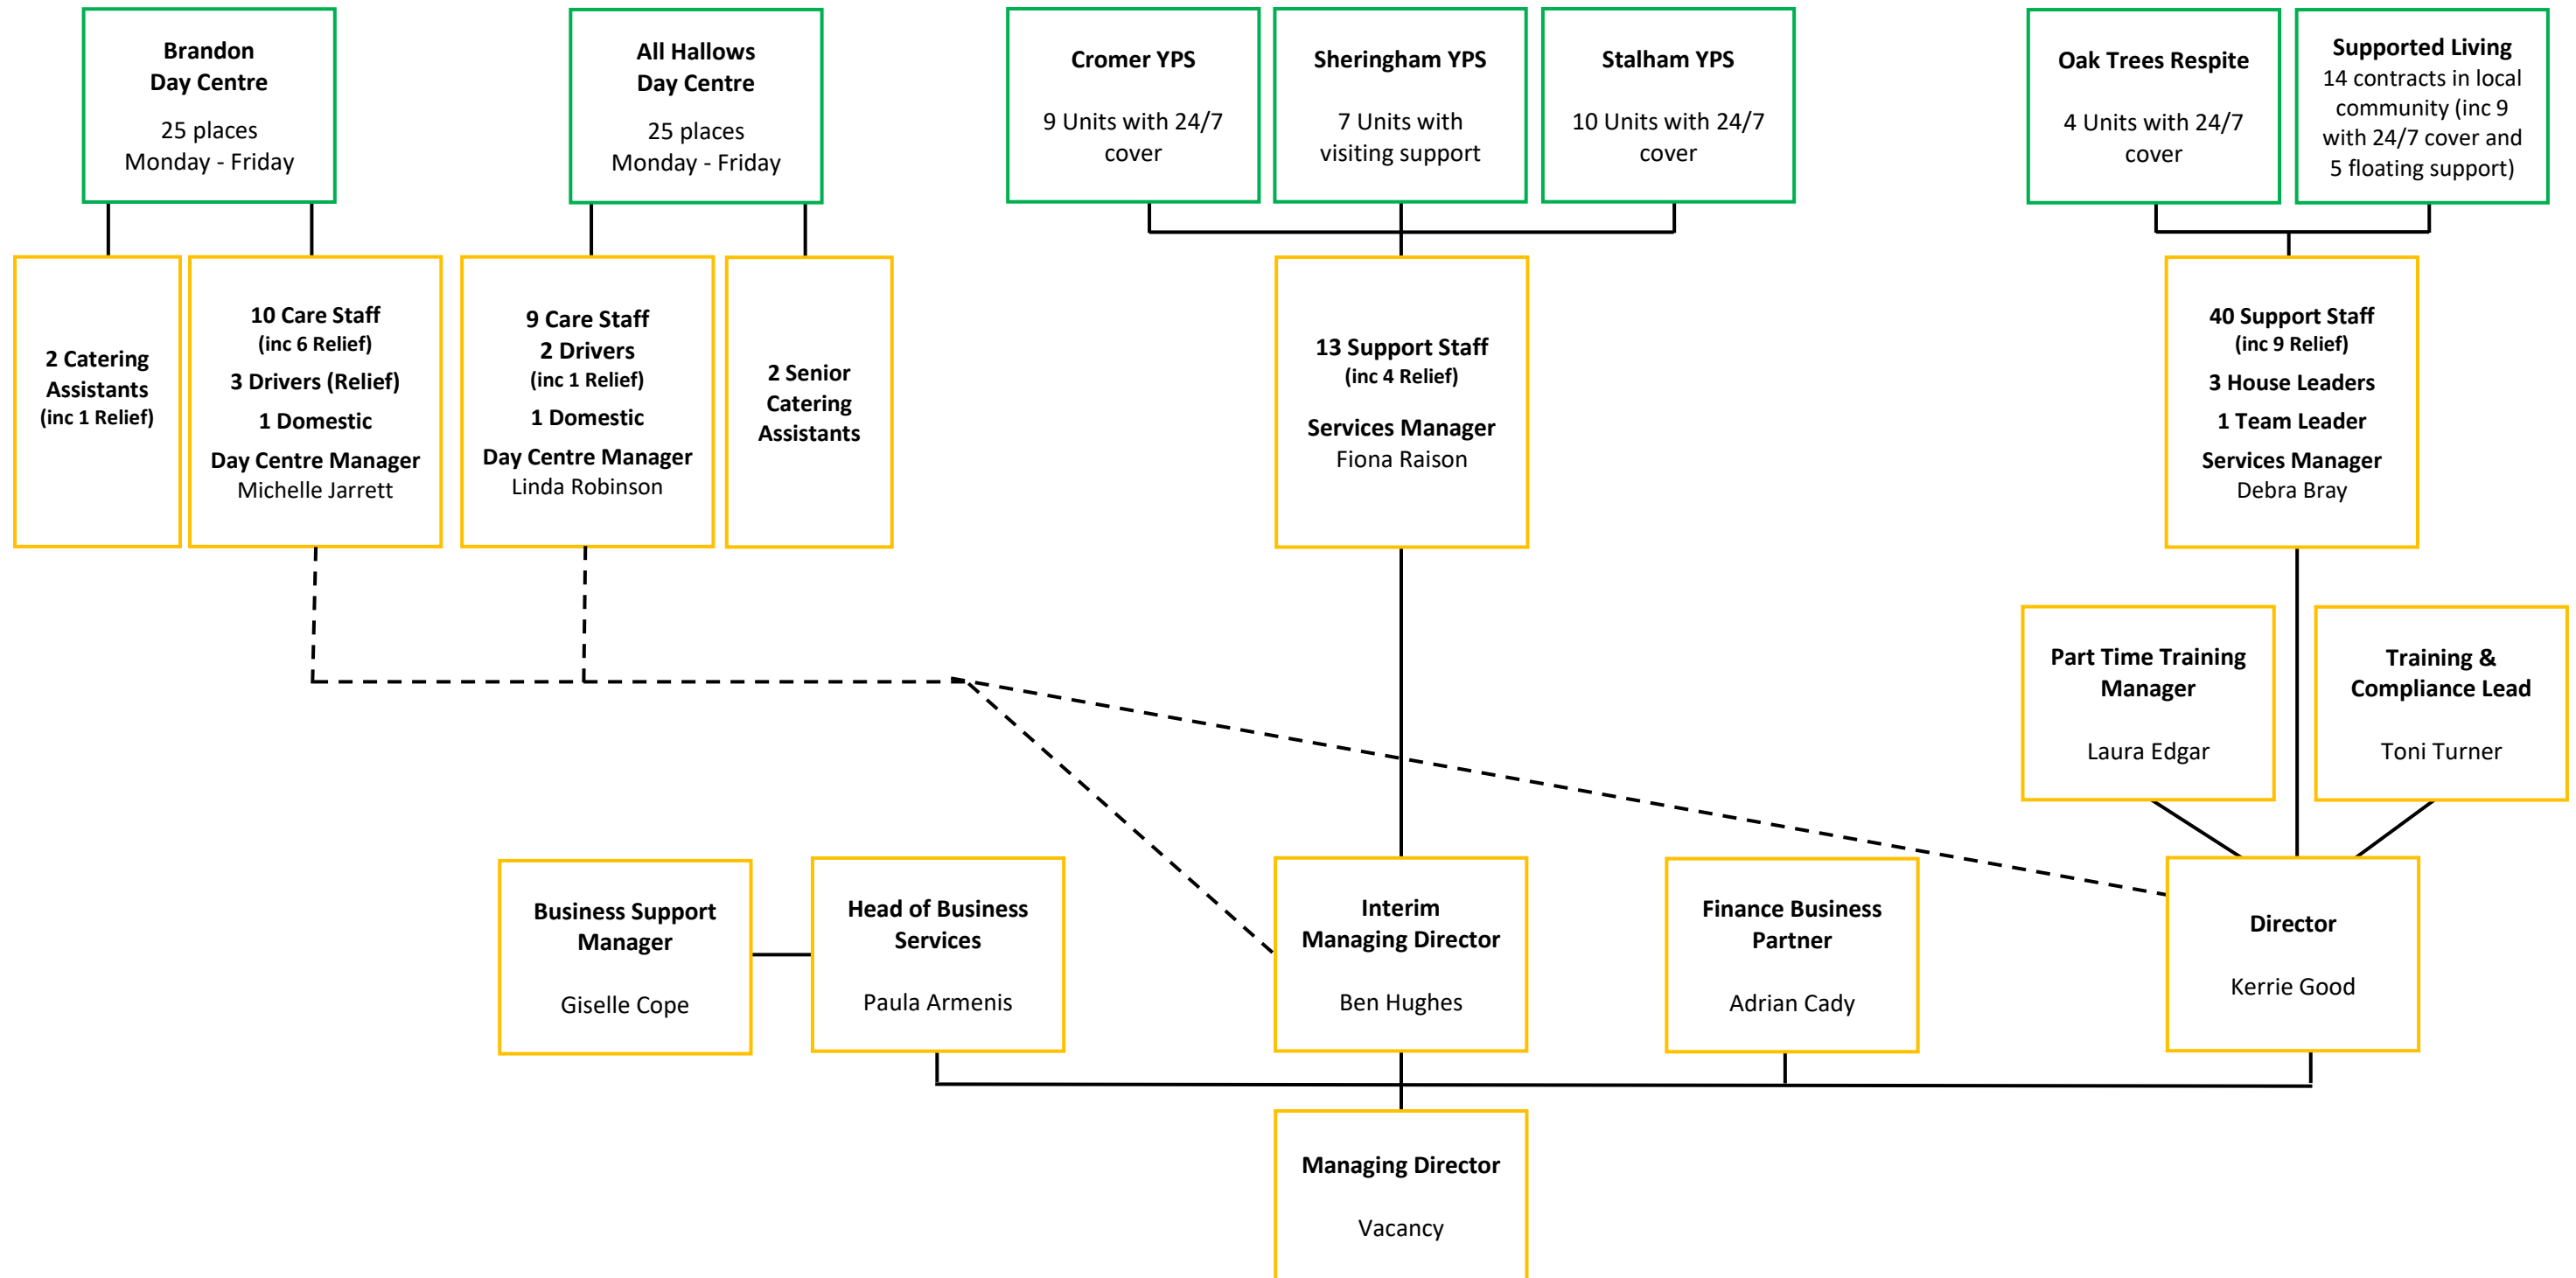 Brandon
Day Centre
25 places
Monday - Friday
All Hallows
Day Centre
25 places
Monday - Friday
Cromer YPS
9 Units with 24/7
cover
Sheringham YPS
7 Units with
visiting support
Stalham YPS
10 Units with 24/7
cover
Oak Trees Respite
4 Units with 24/7
cover
Supported Living
14 contracts in local
community (inc 9
with 24/7 cover and
5 floating support)
2 Catering
Assistants
(inc 1 Relief)
10 Care Staff
(inc 6 Relief)
3 Drivers (Relief)
1 Domestic
Day Centre Manager
Michelle Jarrett
9 Care Staff
2 Drivers
(inc 1 Relief)
1 Domestic
Day Centre Manager
Linda Robinson
2 Senior
Catering
Assistants
13 Support Staff
(inc 4 Relief)
Services Manager
Fiona Raison
40 Support Staff
(inc 9 Relief)
3 House Leaders
1 Team Leader
Services Manager
Debra Bray
Part Time Training
Manager
Laura Edgar
Training &
Compliance Lead
Toni Turner
Business Support
Manager
Giselle Cope
Head of Business
Services
Paula Armenis
Interim
Managing Director
Ben Hughes
Finance Business
Partner
Adrian Cady
Director
Kerrie Good
Managing Director
Vacancy